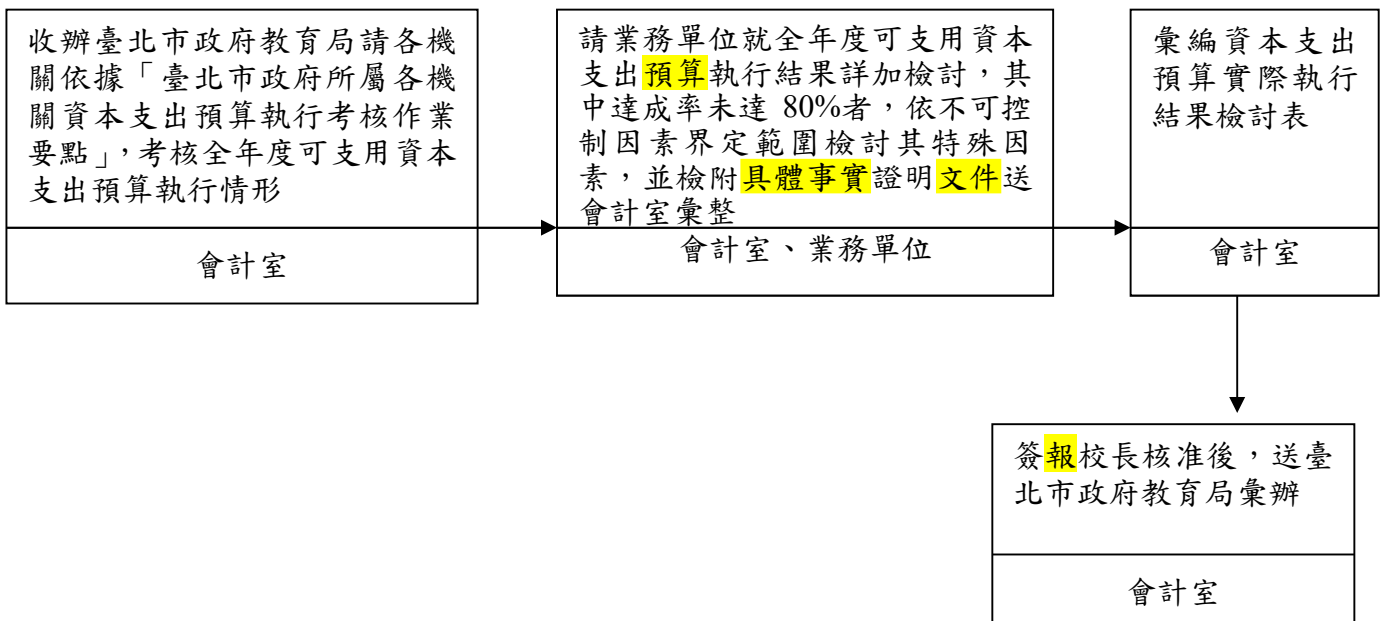 收辦臺北市政府教育局請各機
關依據「臺北市政府所屬各機
關資本支出預算執行考核作業
要點」，考核全年度可支用資本
支出預算執行情形
會計室
請業務單位就全年度可支用資本
支出預算執行結果詳加檢討，其
中達成率未達 80%者，依不可控
制因素界定範圍檢討其特殊因
素，並檢附具體事實證明文件送
會計室彙整
會計室、業務單位
彙編資本支出
預算實際執行
結果檢討表
會計室
簽報校長核准後，送臺
北市政府教育局彙辦
會計室